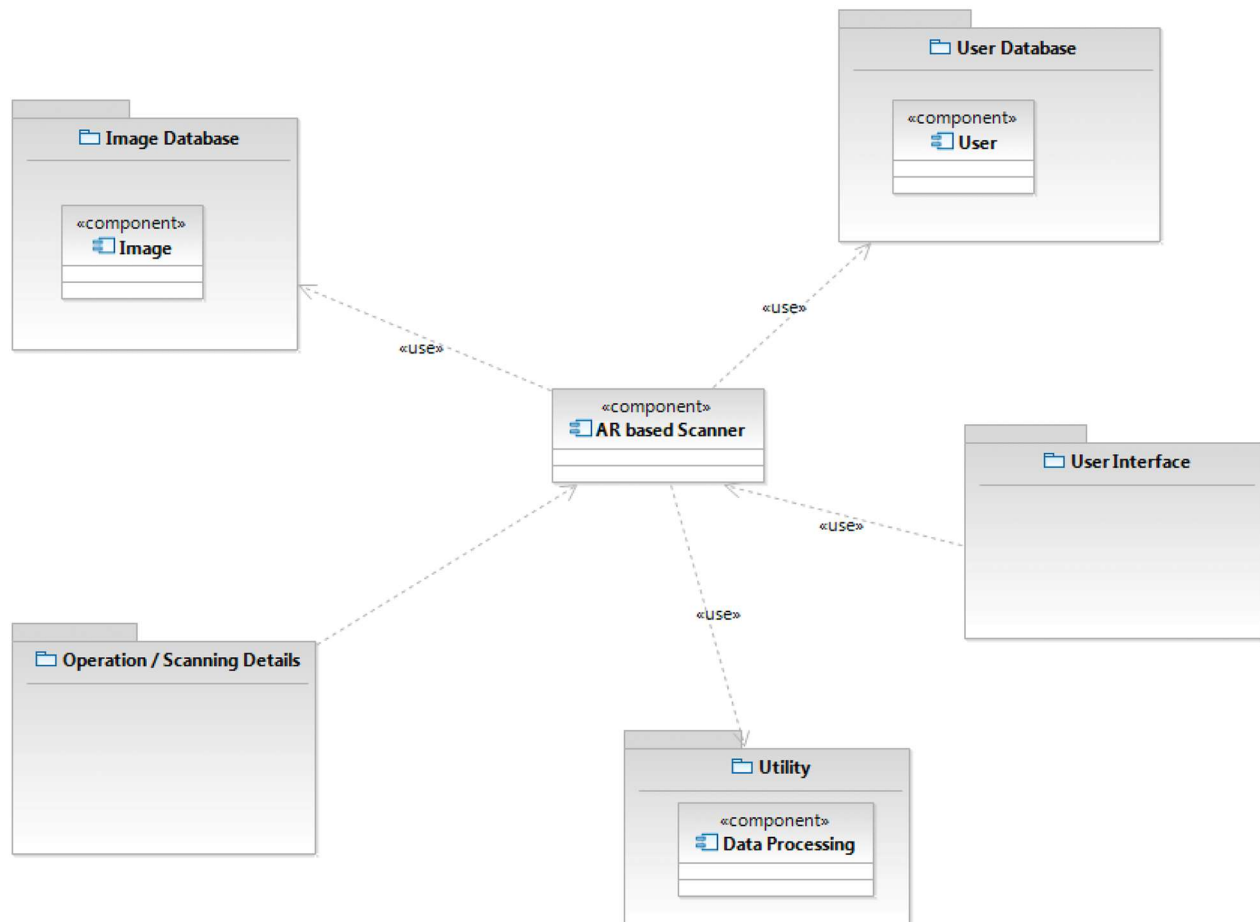 User Database
«component»
User
Image Database
«component»
Image
«use»
«use»
«component»
AR based Scanner
User Interface
«use»
«use»
Operation / Scanning Details
Utility
«component»
Data Processing